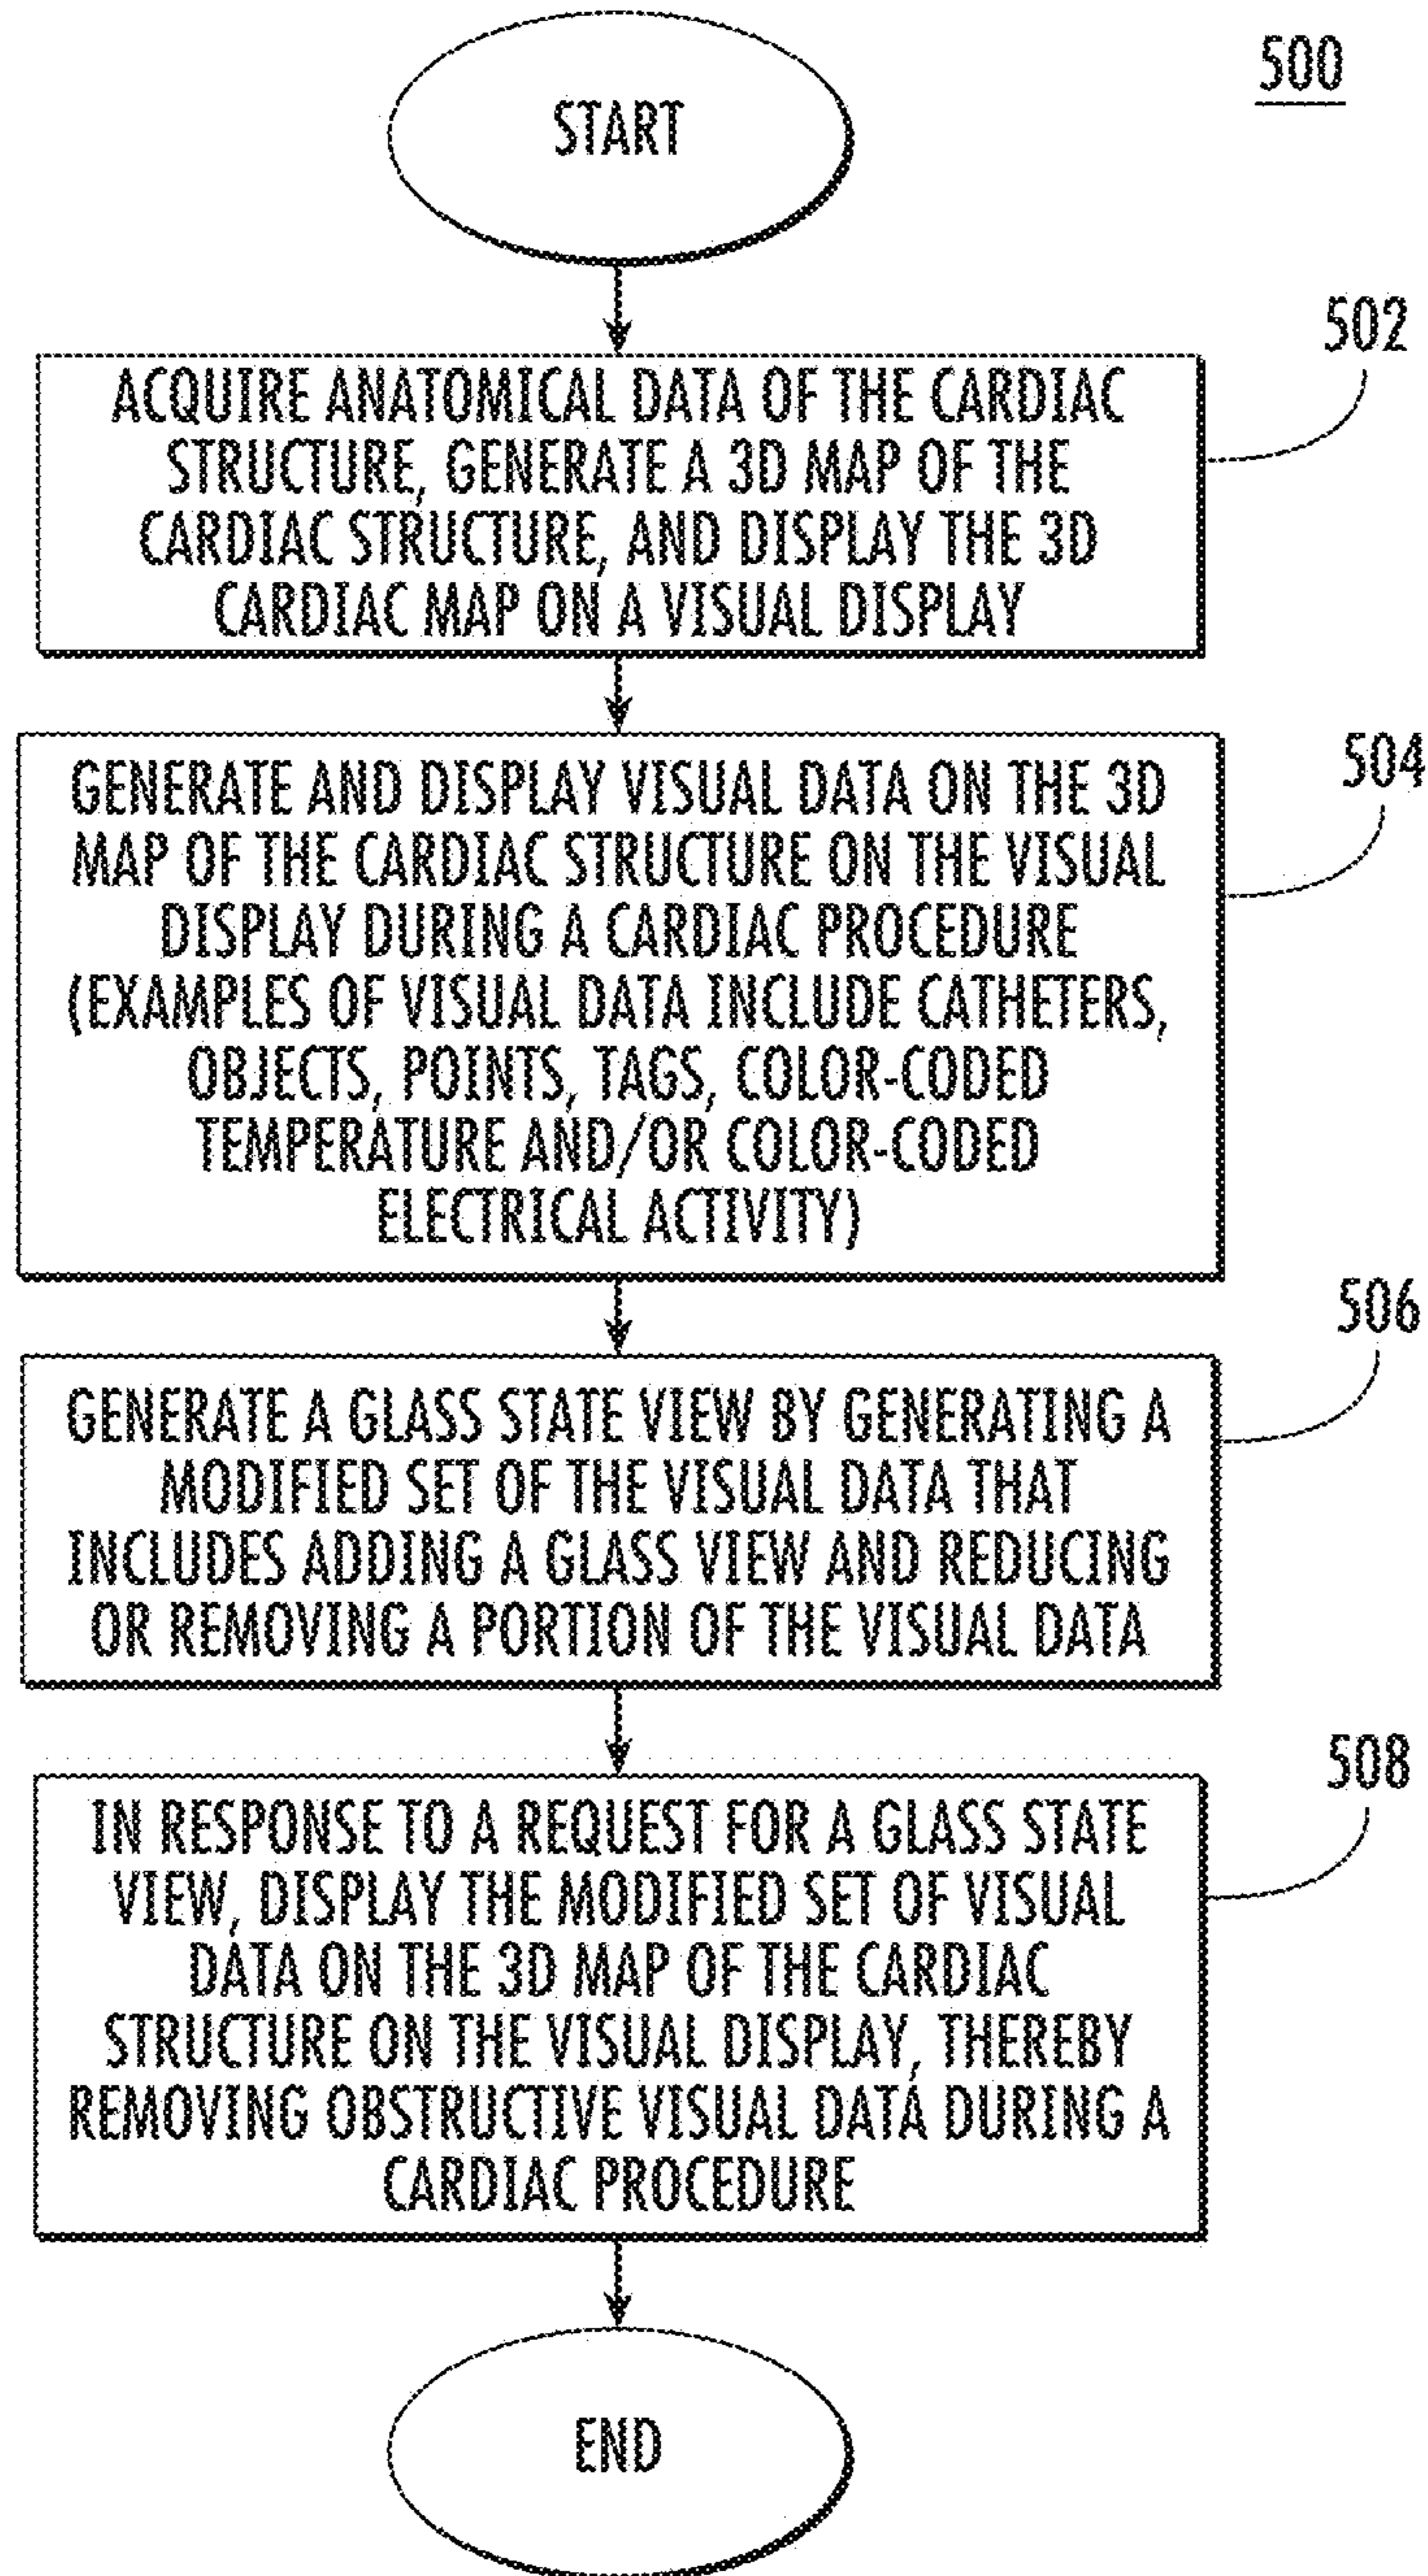 500
START
502
ACQUIRE ANATOMICAL DATA OF THE CARDIAC
STRUCTURE, GENERATE A 3D MAP OF THE
CARDIAC STRUCTURE, AND DISPLAY THE 3D
CARDIAC MAP ON A VISUAL DISPLAY
504
GENERATE AND DISPLAY VISUAL DATA ON THE 3D
MAP OF THE CARDIAC STRUCTURE ON THE VISUAL
DISPLAY DURING A CARDIAC PROCEDURE
(EXAMPLES OF VISUAL DATA INCLUDE CATHETERS,
OBJECTS, POINTS, TAGS, COLOR-CODED
TEMPERATURE AND/OR COLOR-CODED
ELECTRICAL ACTIVITY)
506
GENERATE A GLASS STATE VIEW BY GENERATING A
MODIFIED SET OF THE VISUAL DATA THAT
INCLUDES ADDING A GLASS VIEW AND REDUCING
OR REMOVING A PORTION OF THE VISUAL DATA
508
IN RESPONSE TO A REQUEST FOR A GLASS STATE
VIEW, DISPLAY THE MODIFIED SET OF VISUAL
DATA ON THE 3D MAP OF THE CARDIAC
STRUCTURE ON THE VISUAL DISPLAY, THEREBY
REMOVING OBSTRUCTIVE VISUAL DATA DURING A
CARDIAC PROCEDURE
END